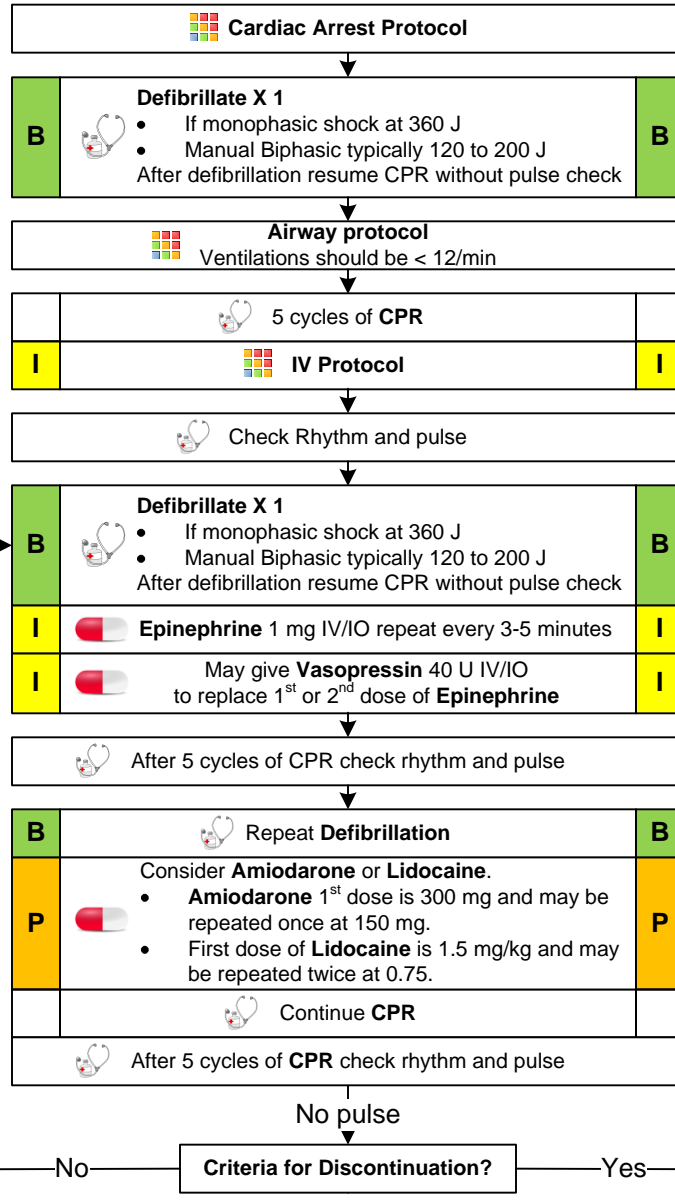 Cardiac Arrest Protocol
Defibrillate X 1
B
• If monophasic shock at 360 J
• Manual Biphasic typically 120 to 200 J
After defibrillation resume CPR without pulse check
B
Airway protocol
Ventilations should be < 12/min
5 cycles of CPR
I
IV Protocol
I
Check Rhythm and pulse
Defibrillate X 1
B
• If monophasic shock at 360 J
• Manual Biphasic typically 120 to 200 J
After defibrillation resume CPR without pulse check
B
I
Epinephrine 1 mg IV/IO repeat every 3-5 minutes
I
I
May give Vasopressin 40 U IV/IO
to replace 1st or 2nd dose of Epinephrine
I
After 5 cycles of CPR check rhythm and pulse
B
Repeat Defibrillation
B
P
Consider Amiodarone or Lidocaine.
• Amiodarone 1st dose is 300 mg and may be
repeated once at 150 mg.
• First dose of Lidocaine is 1.5 mg/kg and may
be repeated twice at 0.75.
P
Continue CPR
After 5 cycles of CPR check rhythm and pulse
No pulse
No
Criteria for Discontinuation?
Yes